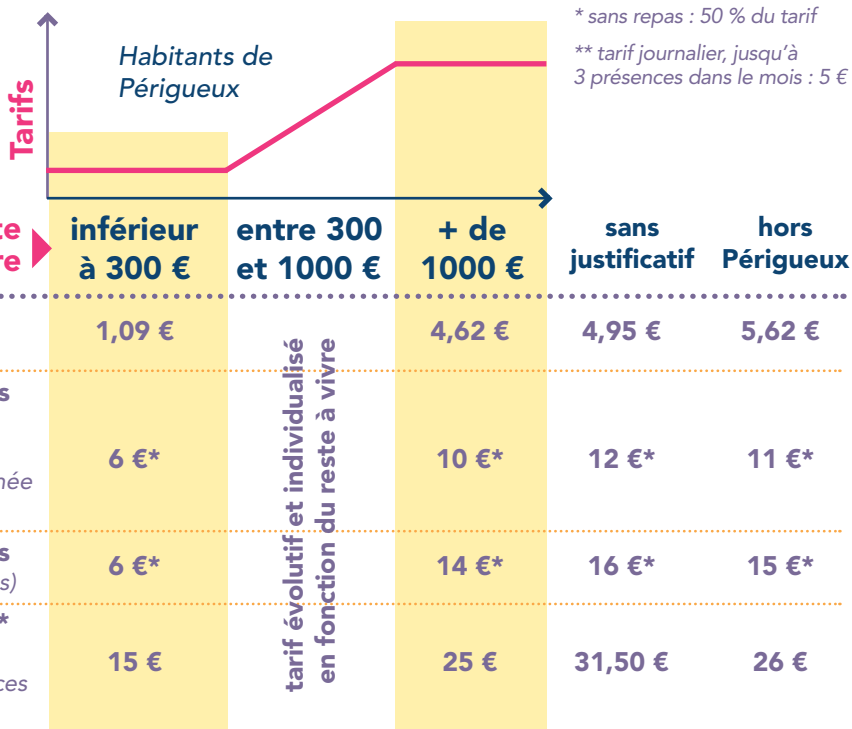 * sans repas : 50 % du tarif
** tarif journalier, jusqu'à
3 présences dans le mois : 5 €
Habitants de
Périgueux
Tarifs
inférieur
à 300 €
entre 300
et 1000 €
+ de
1000 €
sans
justificatif
hors
Périgueux
1,09 €
4,62 €
4,95 €
5,62 €
tarif évolutif et individualisé
en fonction du reste à vivre
6 €*
10 €*
12 €*
11 €*
6 €*
14 €*
16 €*
15 €*
15 €
25 €
31,50 €
26 €